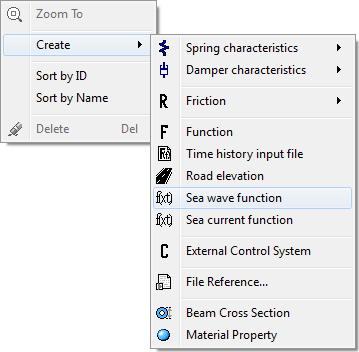 Zoom To
Create
Sort by ID
Sort by Name
Delete Del
Spring characteristics
Damper characteristics
R Friction
F Function
Time history input file
Road elevation
f(x,t) Sea wave function
f(x,t) Sea current function
C External Control System
File Reference...
Beam Cross Section
Material Property